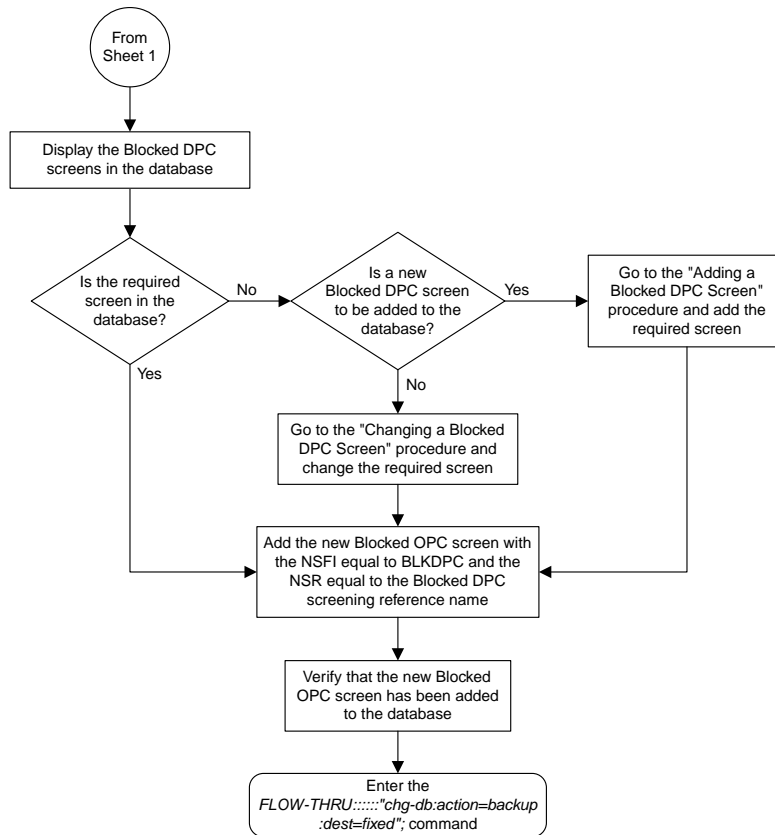 From
Sheet 1
Display the Blocked DPC
screens in the database
Is the required
screen in the
database?
No
Is a new
Blocked DPC screen
to be added to the
database?
Yes
Go to the "Adding a
Blocked DPC Screen"
procedure and add the
required screen
Yes
No
Go to the "Changing a Blocked
DPC Screen" procedure and
change the required screen
Add the new Blocked OPC screen with
the NSFI equal to BLKDPC and the
NSR equal to the Blocked DPC
screening reference name
Verify that the new Blocked
OPC screen has been added
to the database
Enter the
FLOW-THRU::::::"chg-db:action=backup
:dest=fixed"; command